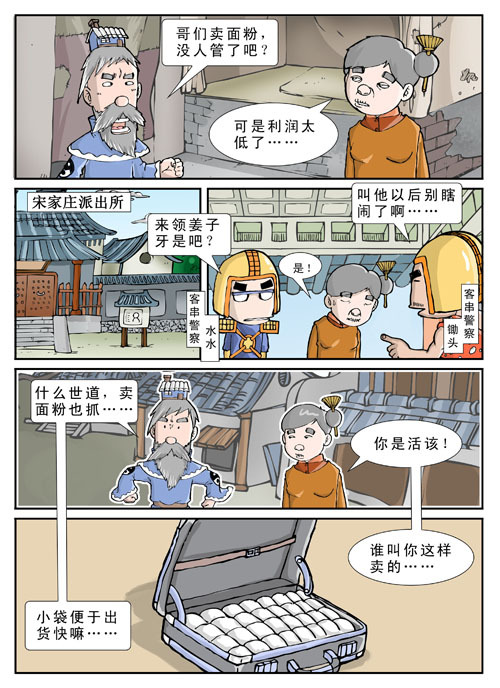 哥们卖面粉，
没人管了吧？
可是利润太
低了……
宋家庄派出所
来领姜子
牙是吧？
是！
叫他以后别瞎
闹了啊……
客串警察
水水
客串警察
锄头
什么世道，卖
面粉也抓……
你是活该！
谁叫你这样
卖的……
小袋便于出
货快嘛……